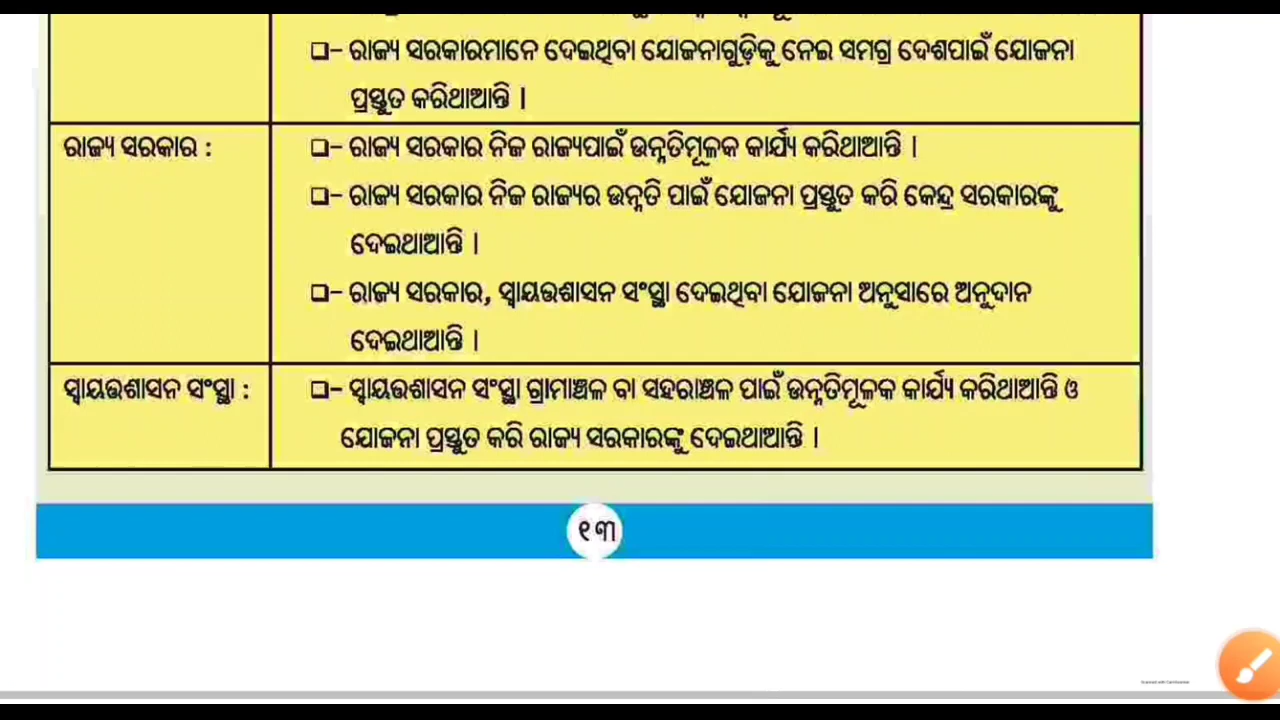 ❑– ରାଜ୍ୟ ସରକାରମାନେ ଦେଇଥିବା ଯୋଜନାଗୁଡ଼ିକୁ ନେଇ ସମଗ୍ର ଦେଶପାଇଁ ଯୋଜନା
ପ୍ରସ୍ତୁତ କରିଥାଆନ୍ତି ।
ରାଜ୍ୟ ସରକାର : ❑– ରାଜ୍ୟ ସରକାର ନିଜ ରାଜ୍ୟପାଇଁ ଉନ୍ନତିମୂଳକ କାର୍ଯ୍ୟ କରିଥାଆନ୍ତି ।
❑– ରାଜ୍ୟ ସରକାର ନିଜ ରାଜ୍ୟର ଉନ୍ନତି ପାଇଁ ଯୋଜନା ପ୍ରସ୍ତୁତ କରି କେନ୍ଦ୍ର ସରକାରଙ୍କୁ
ଦେଇଥାଆନ୍ତି ।
❑– ରାଜ୍ୟ ସରକାର, ସ୍ୱାୟତ୍ତଶାସନ ସଂସ୍ଥା ଦେଇଥିବା ଯୋଜନା ଅନୁସାରେ ଅନୁଦାନ
ଦେଇଥାଆନ୍ତି ।
ସ୍ୱାୟତ୍ତଶାସନ ସଂସ୍ଥା : ❑– ସ୍ୱାୟତ୍ତଶାସନ ସଂସ୍ଥା ଗ୍ରାମାଞ୍ଚଳ ବା ସହରାଞ୍ଚଳ ପାଇଁ ଉନ୍ନତିମୂଳକ କାର୍ଯ୍ୟ କରିଥାଆନ୍ତି ଓ
ଯୋଜନା ପ୍ରସ୍ତୁତ କରି ରାଜ୍ୟ ସରକାରଙ୍କୁ ଦେଇଥାଆନ୍ତି ।
୧୩
Scanned with CamScanner